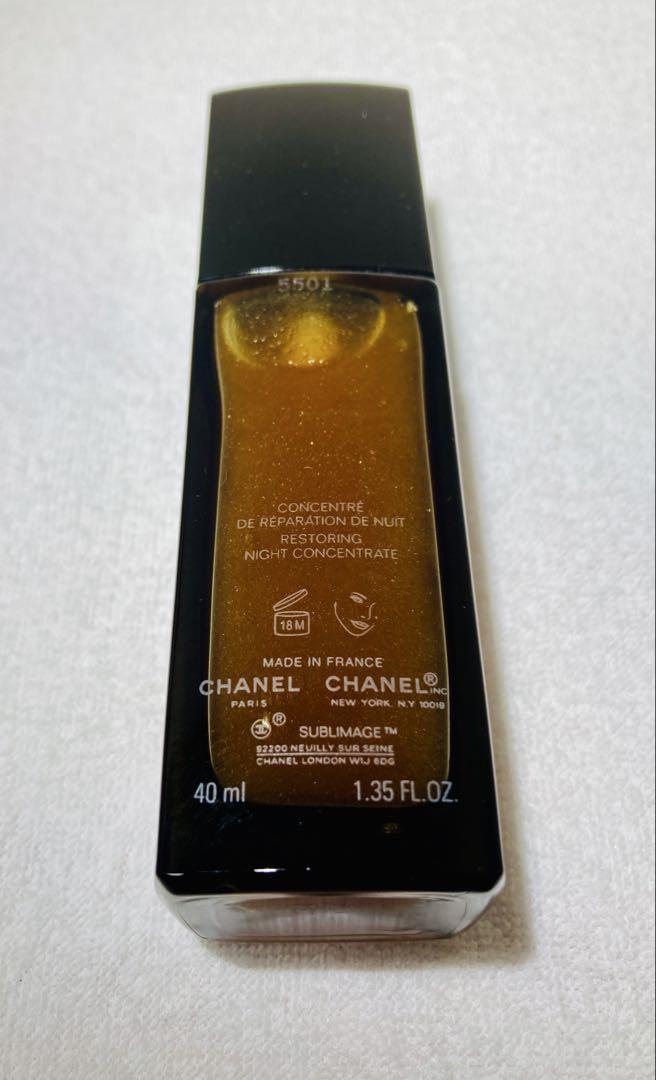 5501
CONCENTRÉ
DE RÉPARATION DE NUIT
RESTORING
NIGHT CONCENTRATE
18 M
MADE IN FRANCE
CHANEL CHANEL® INC
PARIS NEW YORK. N.Y 10019
® SUBLIMAGE™
92200 NEUILLY SUR SEINE
CHANEL LONDON W1J 6DG
40 ml 1.35 FL.OZ.